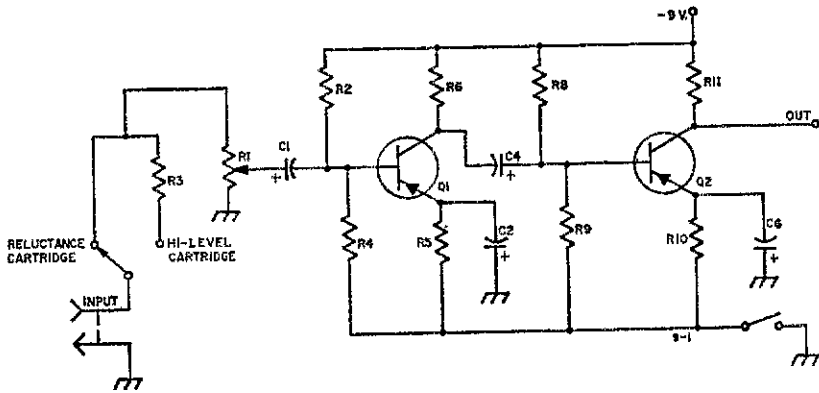 -9 V.
R2
R6
R8
R11
OUT
R1
C1
+
R3
C4
+
Q1
Q2
RELUCTANCE
CARTRIDGE
HI-LEVEL
CARTRIDGE
R4
R5
C2
+
R9
R10
C6
+
INPUT
S-1